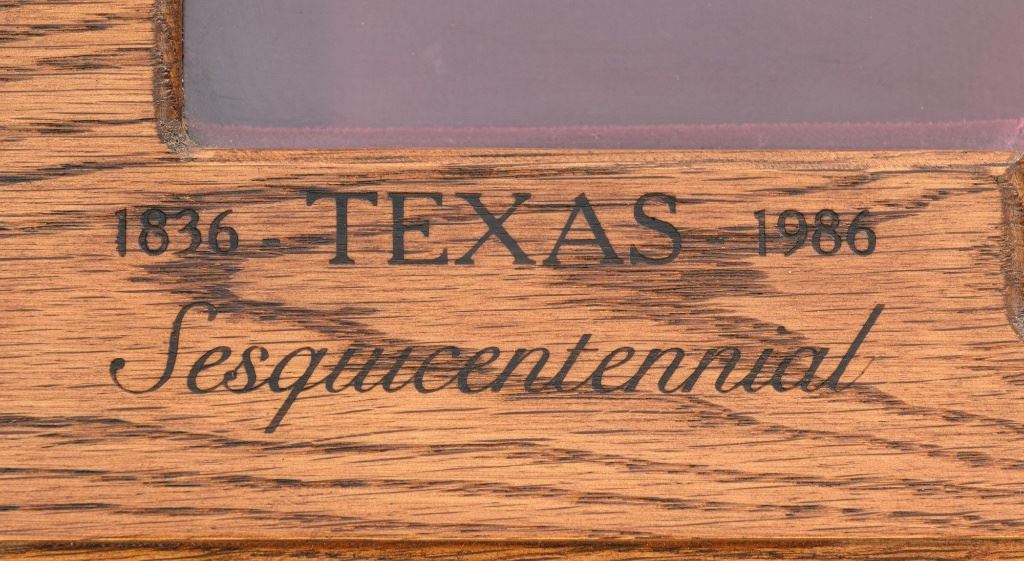 1836 - TEXAS - 1986
Sesquicentennial